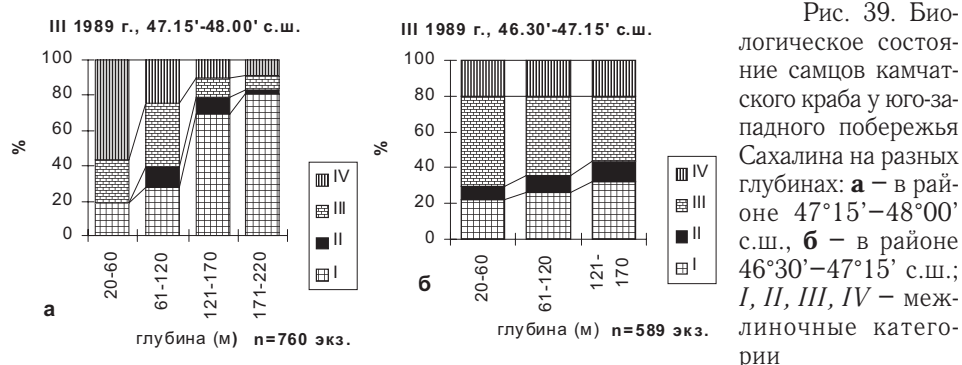 III 1989 г., 47.15'-48.00' с.ш.
100
80
60
40
20
0
%
20-60
61-120
121-170
171-220
IV
III
II
I
а
глубина (м) n=760 экз.
III 1989 г., 46.30'-47.15' с.ш.
100
80
60
40
20
0
%
20-60
61-120
121-
170
IV
III
II
I
б
глубина (м) n=589 экз.
Рис. 39. Био-
логическое состоя-
ние самцов камчат-
ского краба у юго-за-
падного побережья
Сахалина на разных
глубинах: а – в рай-
оне 47°15’–48°00’
с.ш., б – в районе
46°30’–47°15’ с.ш.;
I, II, III, IV – меж-
линочные катего-
рии